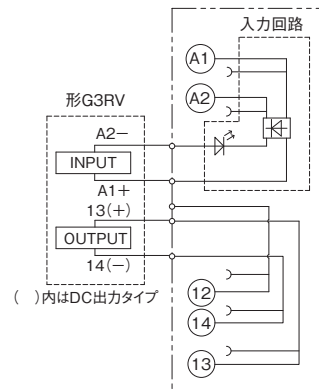 入力回路
A1
A2
形G3RV
A2−
INPUT
A1＋
13(＋)
OUTPUT
14(−)
(　)内はDC出力タイプ
12
14
13